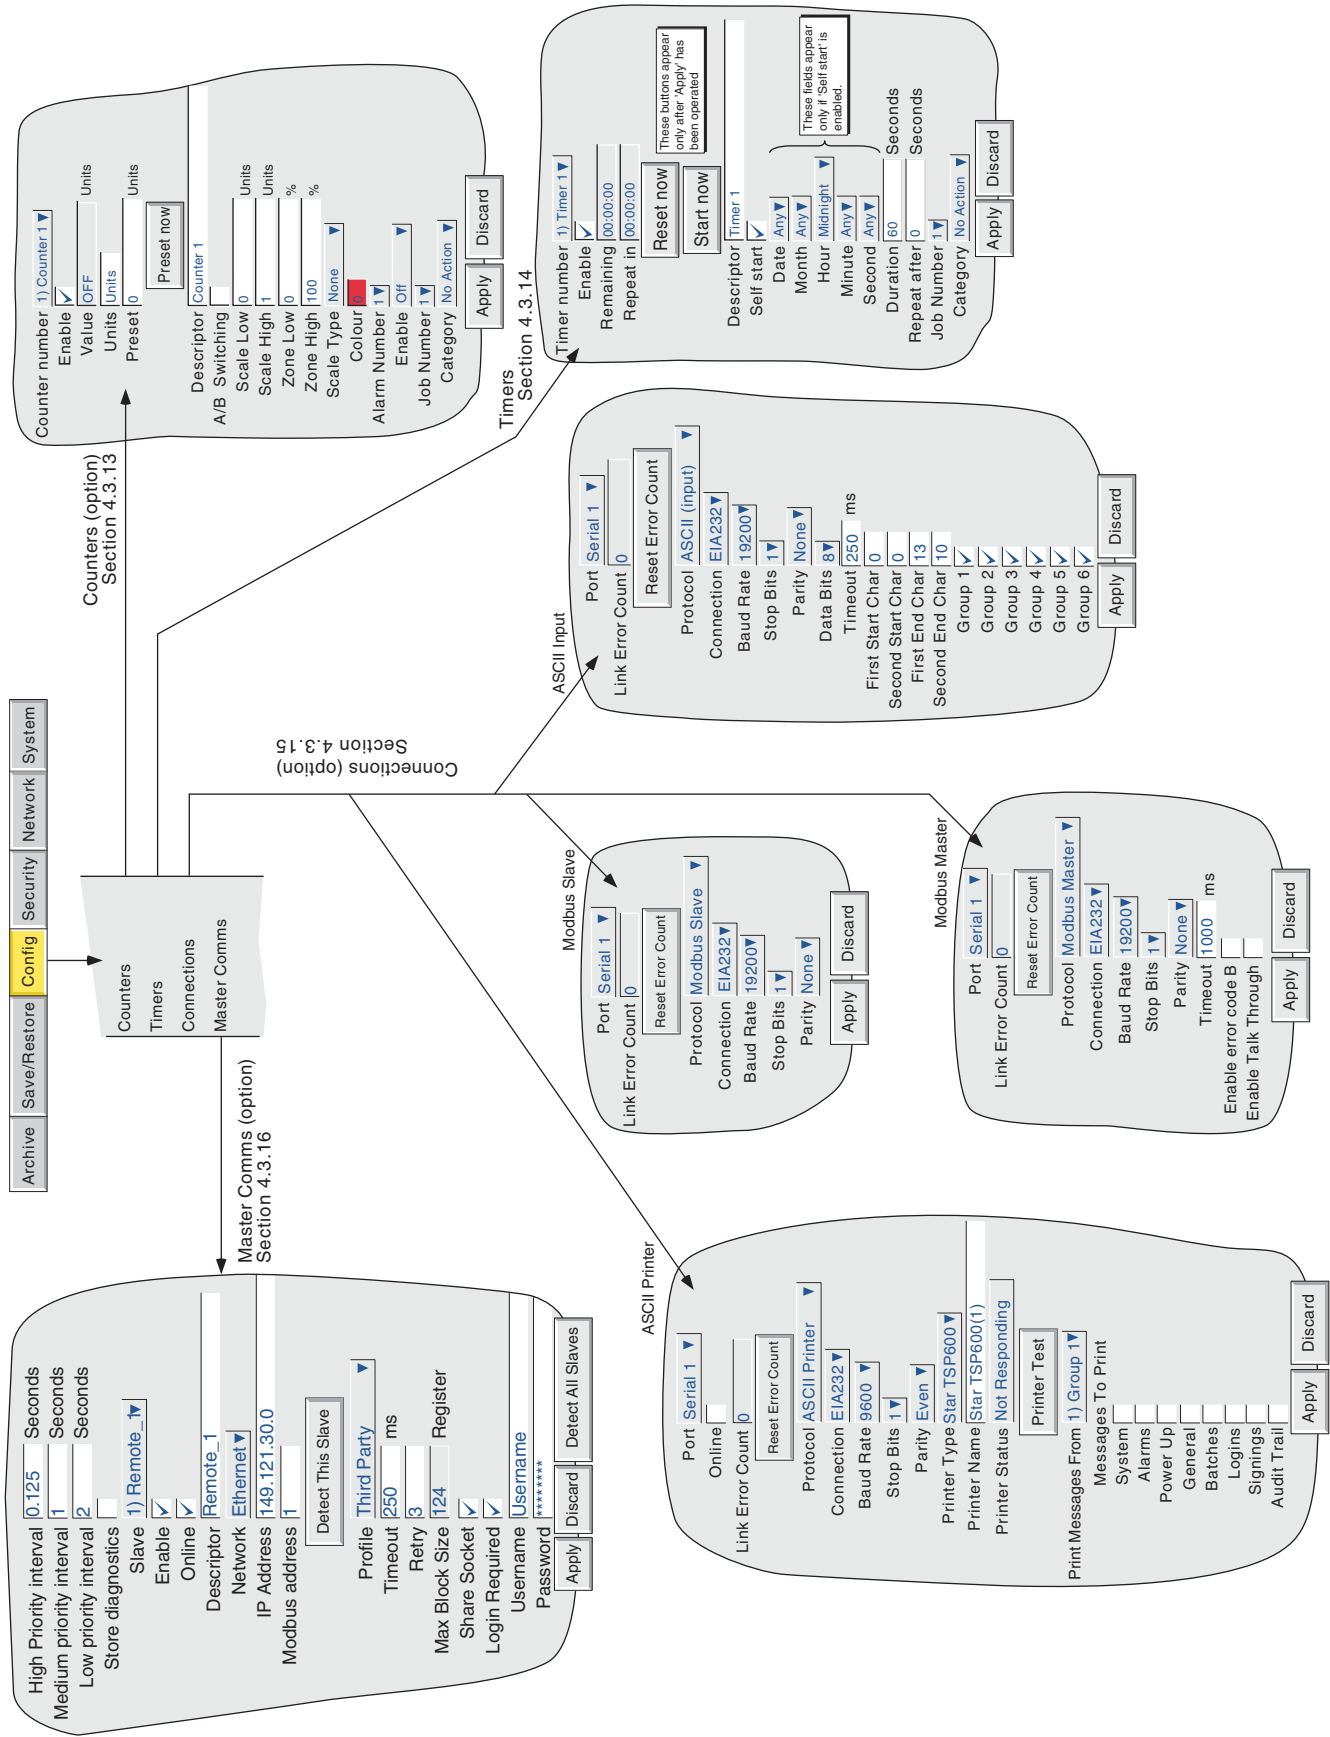 Archive Save/Restore Config Security Network System
Counters
Timers
Connections
Master Comms
Master Comms (option)
Section 4.3.16
High Priority interval 0.125 Seconds
Medium priority interval 1 Seconds
Low priority interval 2 Seconds
Store diagnostics
Slave 1) Remote_1
Enable
Online
Descriptor Remote_1
Network Ethernet
IP Address 149.121.30.0
Modbus address 1
Detect This Slave
Profile Third Party
Timeout 250 ms
Retry 3
Max Block Size 124 Register
Share Socket
Login Required
Username Username
Password ********
Apply Discard Detect All Slaves
Counters (option)
Section 4.3.13
Counter number 1) Counter 1
Enable
Value OFF Units
Units Units
Preset 0 Units
Preset now
Descriptor Counter 1
A/B Switching
Scale Low 0 Units
Scale High 1 Units
Zone Low 0 %
Zone High 100 %
Scale Type None
Colour 0
Alarm Number 1
Enable Off
Job Number 1
Category No Action
Apply Discard
Timers
Section 4.3.14
Timer number 1) Timer 1
Enable
Remaining 00:00:00
Repeat in 00:00:00
Reset now
Start now
These buttons appear
only after 'Apply' has
been operated
Descriptor Timer 1
Self start
Date Any
Month Any
Hour Midnight
Minute Any
Second Any
These fields appear
only if 'Self start' is
enabled.
Duration 60 Seconds
Repeat after 0 Seconds
Job Number 1
Category No Action
Apply Discard
Connections (option)
Section 4.3.15
ASCII Printer
Port Serial 1
Online
Link Error Count 0
Reset Error Count
Protocol ASCII Printer
Connection EIA232
Baud Rate 9600
Stop Bits 1
Parity Even
Printer Type Star TSP600
Printer Name Star TSP600(1)
Printer Status Not Responding
Printer Test
Print Messages From 1) Group 1
Messages To Print
System
Alarms
Power Up
General
Batches
Logins
Signings
Audit Trail
Apply Discard
Modbus Slave
Port Serial 1
Link Error Count 0
Reset Error Count
Protocol Modbus Slave
Connection EIA232
Baud Rate 19200
Stop Bits 1
Parity None
Apply Discard
ASCII Input
Port Serial 1
Link Error Count 0
Reset Error Count
Protocol ASCII (input)
Connection EIA232
Baud Rate 19200
Stop Bits 1
Parity None
Data Bits 8
Timeout 250 ms
First Start Char 0
Second Start Char 0
First End Char 13
Second End Char 10
Group 1
Group 2
Group 3
Group 4
Group 5
Group 6
Apply Discard
Modbus Master
Port Serial 1
Link Error Count 0
Reset Error Count
Protocol Modbus Master
Connection EIA232
Baud Rate 19200
Stop Bits 1
Parity None
Timeout 1000 ms
Enable error code B
Enable Talk Through
Apply Discard